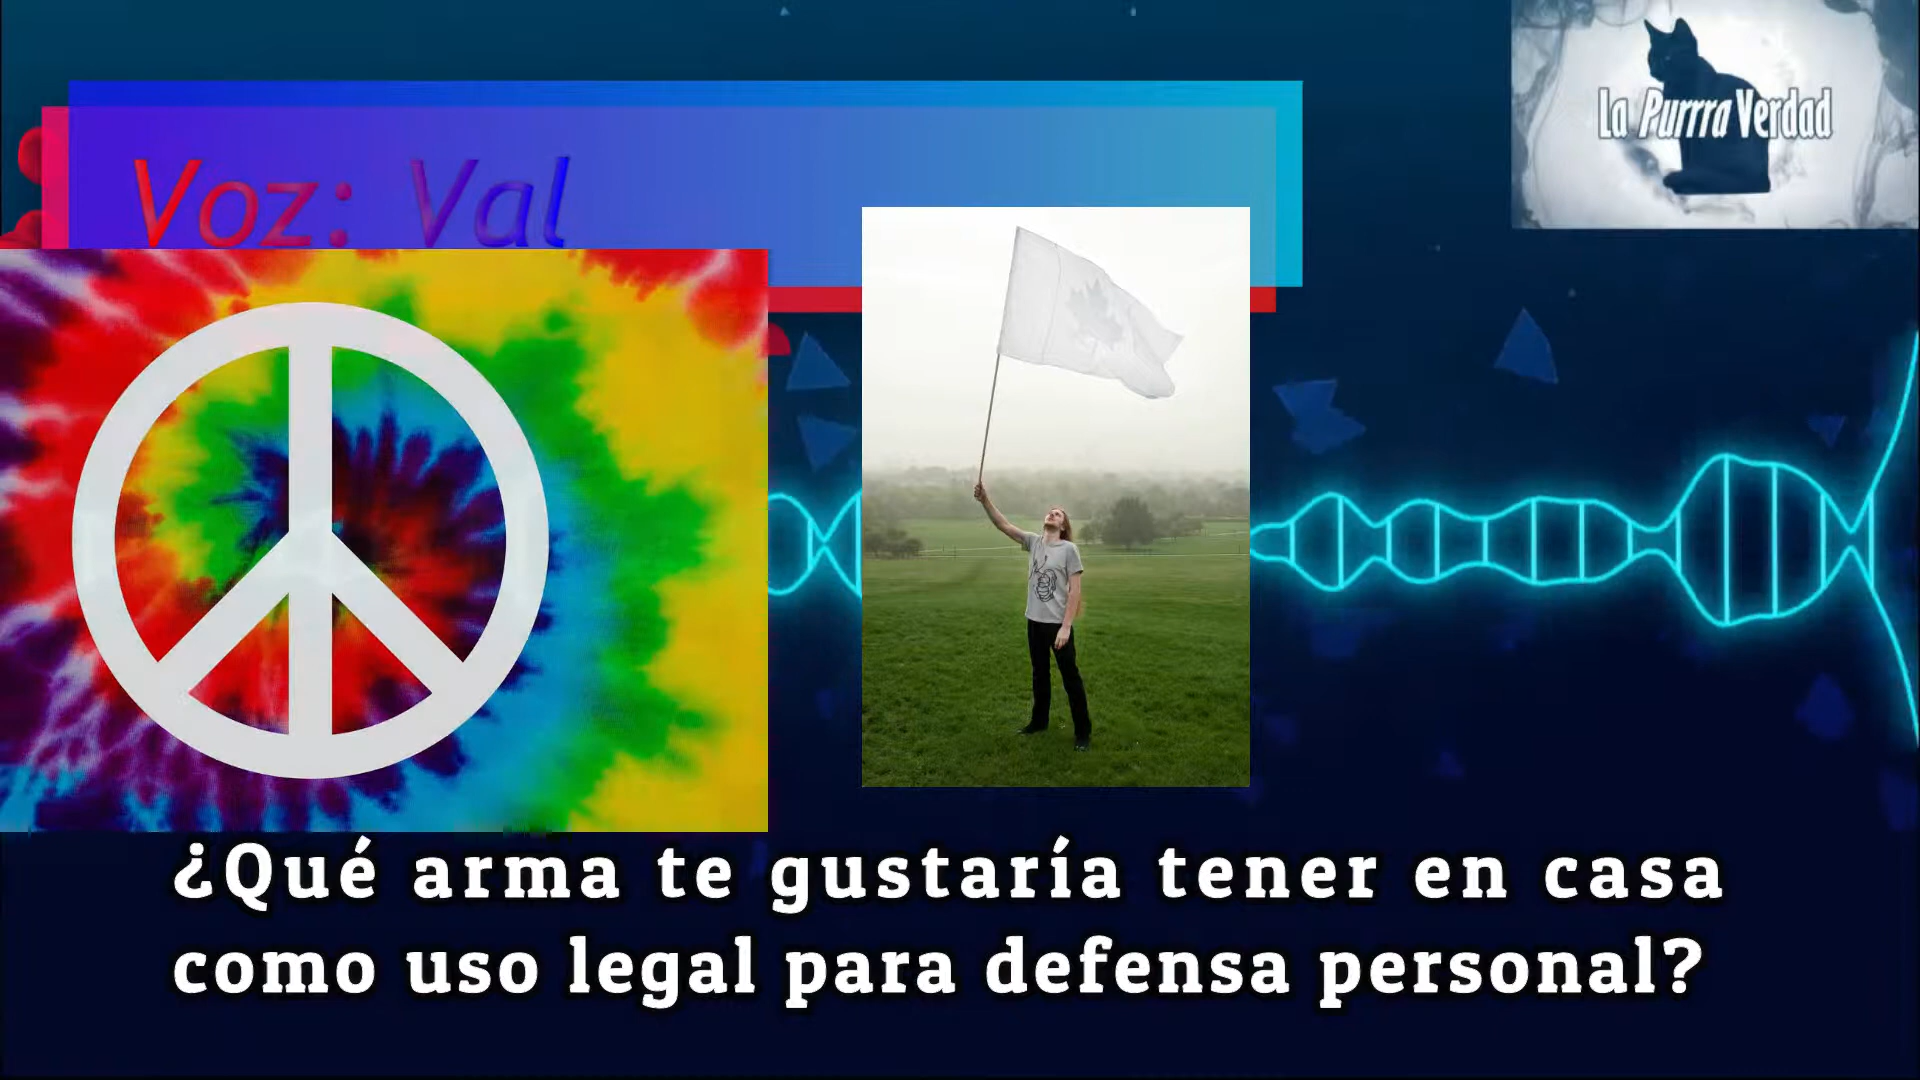 La Purrra Verdad
Voz: Val
¿Qué arma te gustaría tener en casa
como uso legal para defensa personal?